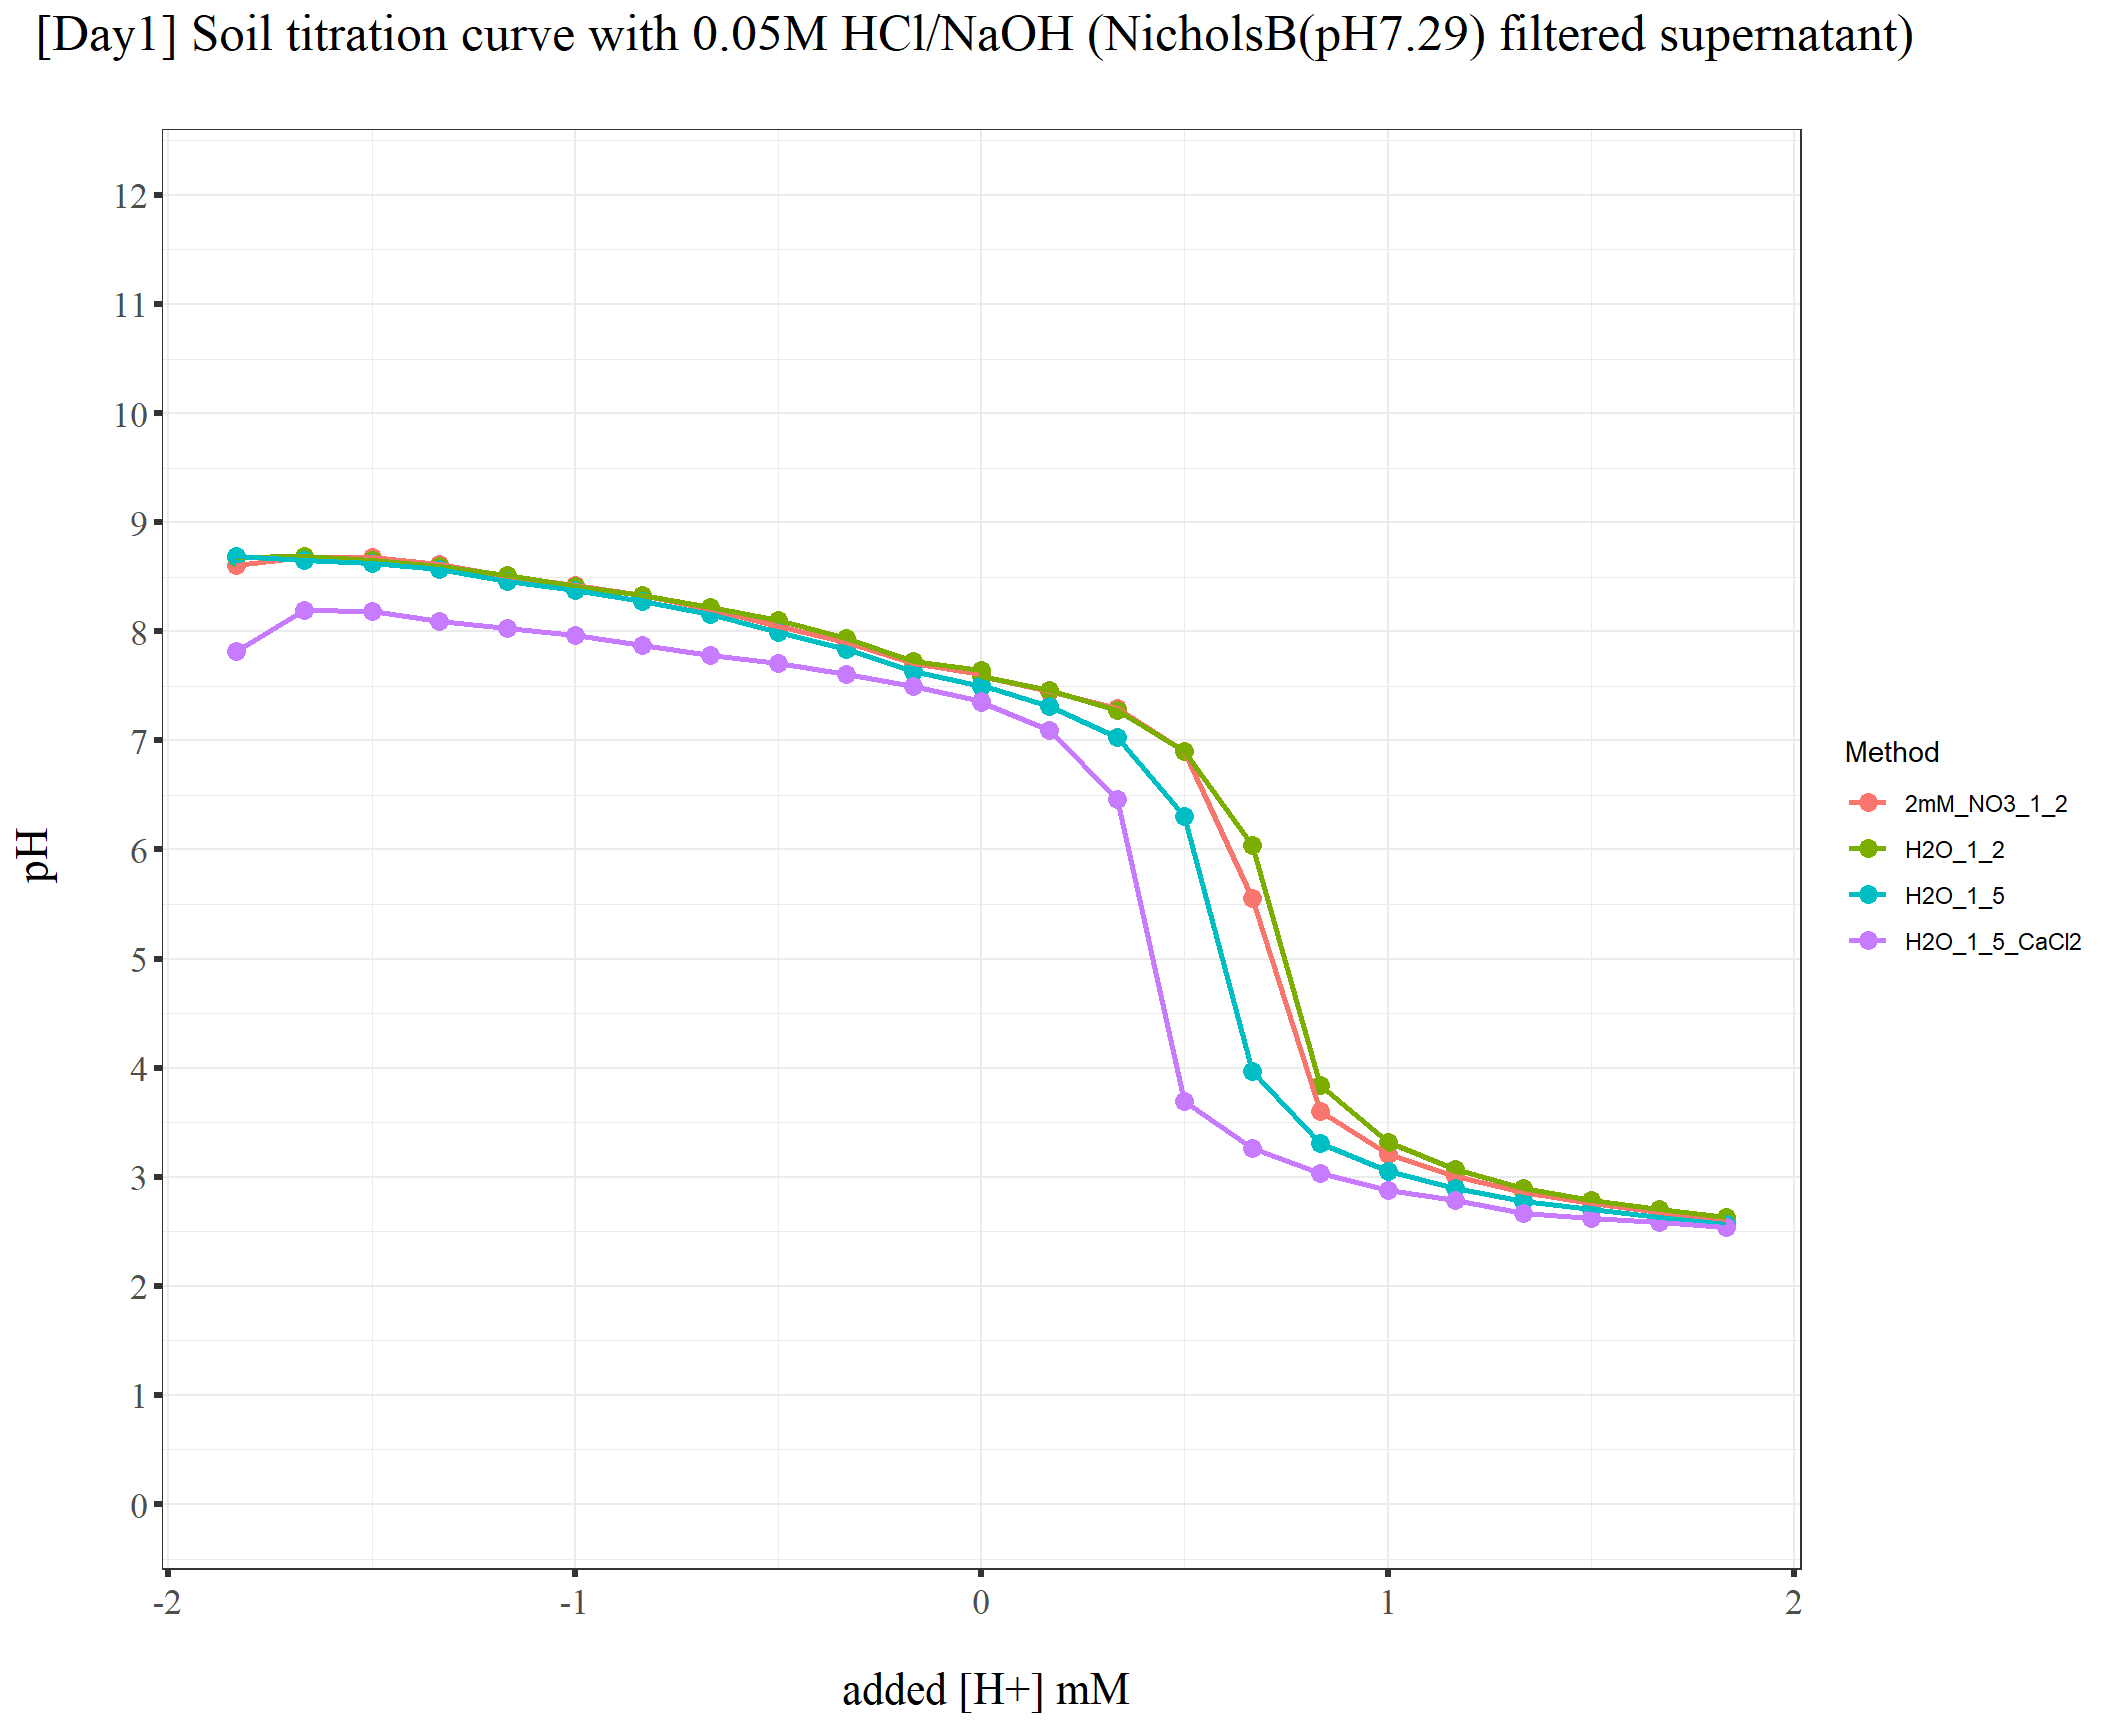 [Day1] Soil titration curve with 0.05M HCl/NaOH (NicholsB(pH7.29) filtered supernatant)
12
11
10
9
8
7
6
5
4
3
2
1
0
pH
-2 -1 0 1 2
added [H+] mM
Method
2mM_NO3_1_2
H2O_1_2
H2O_1_5
H2O_1_5_CaCl2